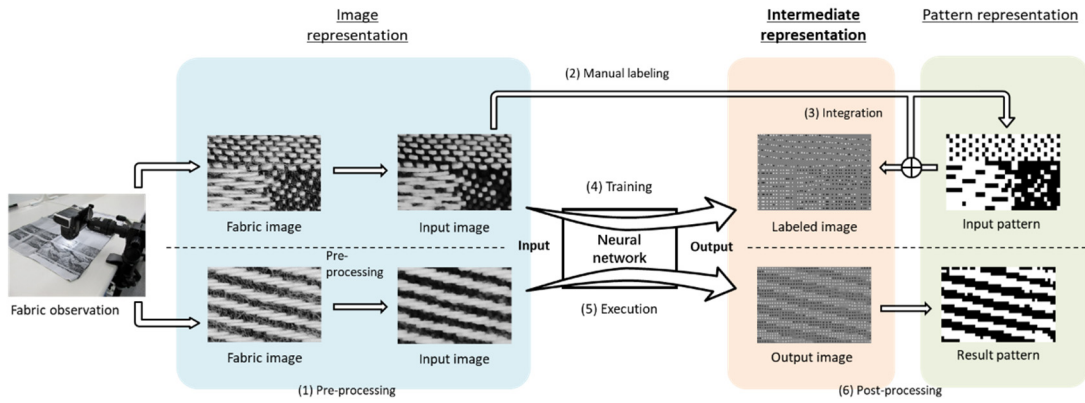 Image
representation
Intermediate
representation
Pattern representation
(2) Manual labeling
(3) Integration
Fabric image
Input image
(4) Training
Labeled image
Input pattern
Input
Neural
network
Output
Pre-
processing
Fabric observation
(5) Execution
Fabric image
Input image
Output image
Result pattern
(1) Pre-processing
(6) Post-processing